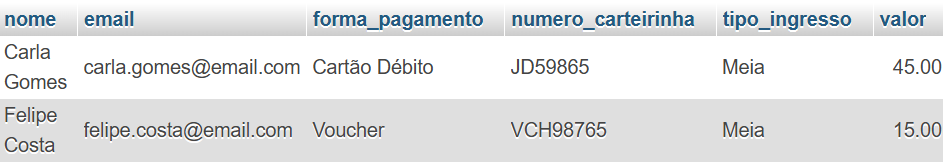 nome email forma_pagamento numero_carteirinha tipo_ingresso valor
Carla Gomes carla.gomes@email.com Cartão Débito JD59865 Meia 45.00
Felipe Costa felipe.costa@email.com Voucher VCH98765 Meia 15.00